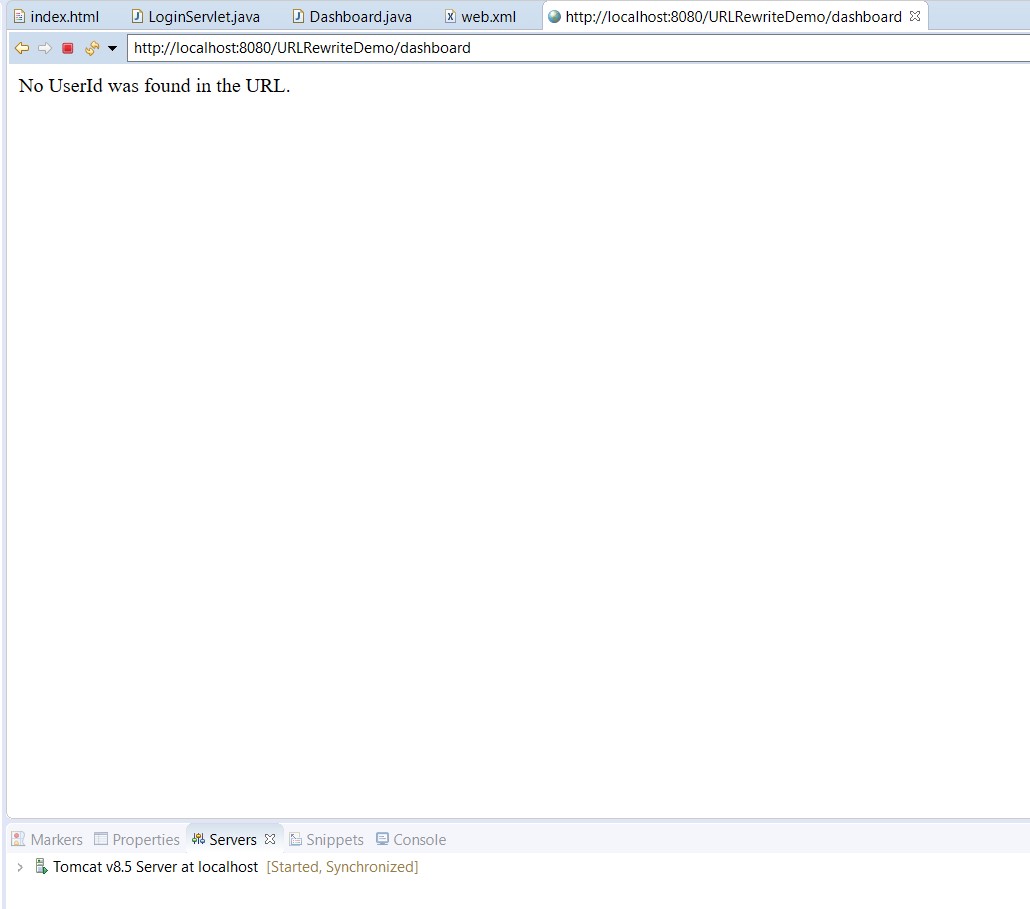 index.html LoginServlet.java Dashboard.java web.xml http://localhost:8080/URLRewriteDemo/dashboard
http://localhost:8080/URLRewriteDemo/dashboard
No UserId was found in the URL.
Markers Properties Servers Snippets Console
Tomcat v8.5 Server at localhost [Started, Synchronized]